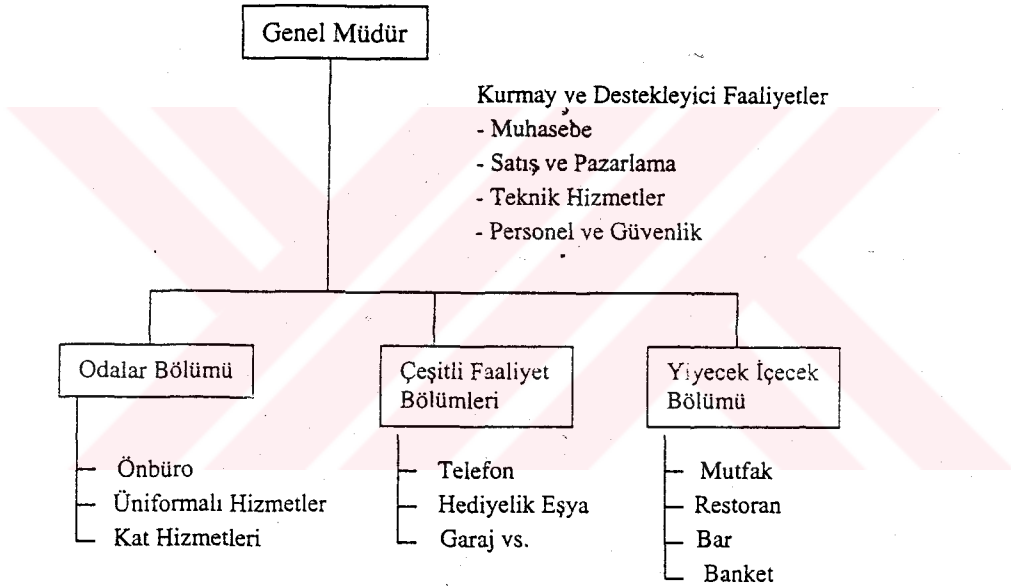 Genel Müdür
Kurmay ve Destekleyici Faaliyetler
- Muhasebe
- Satış ve Pazarlama
- Teknik Hizmetler
- Personel ve Güvenlik
Odalar Bölümü
Önbüro
Üniformalı Hizmetler
Kat Hizmetleri
Çeşitli Faaliyet
Bölümleri
Telefon
Hediyelik Eşya
Garaj vs.
Yiyecek İçecek
Bölümü
Mutfak
Restoran
Bar
Banket